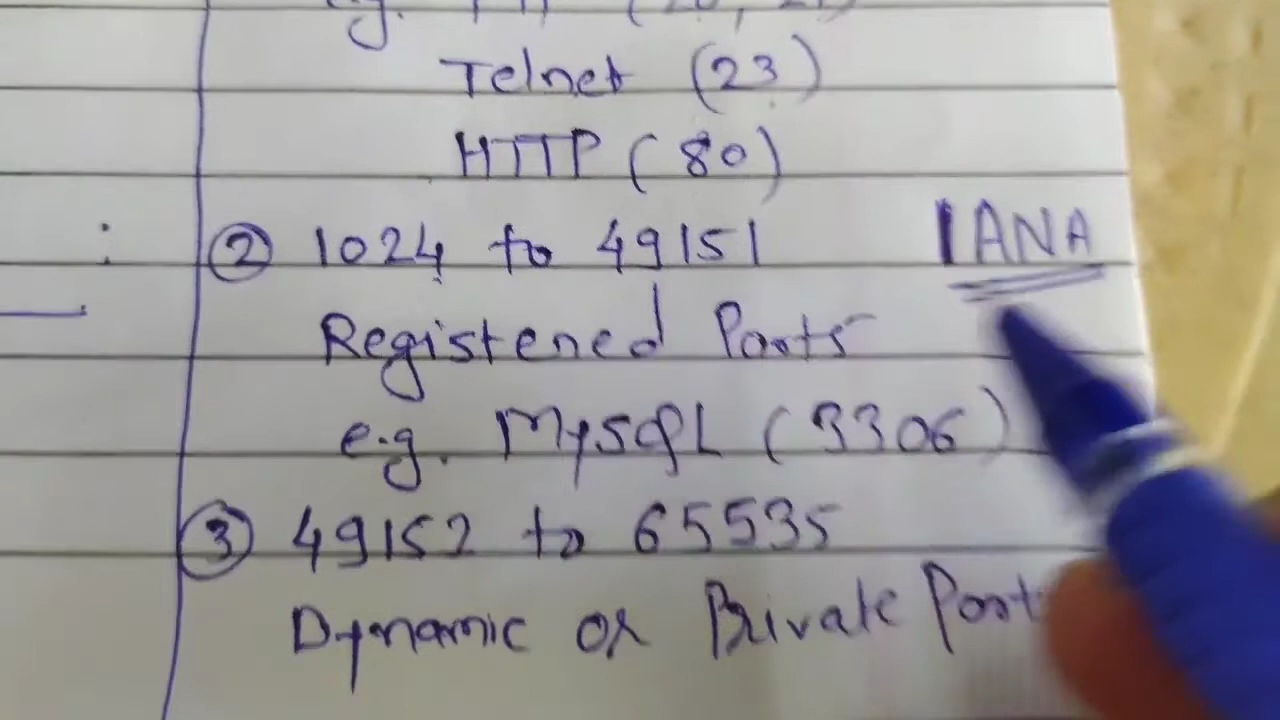 Telnet (23)
HTTP (80)
② 1024 to 49151 IANA
Registered Ports
e.g. MySQL (3306)
③ 49152 to 65535
Dynamic or Private Port